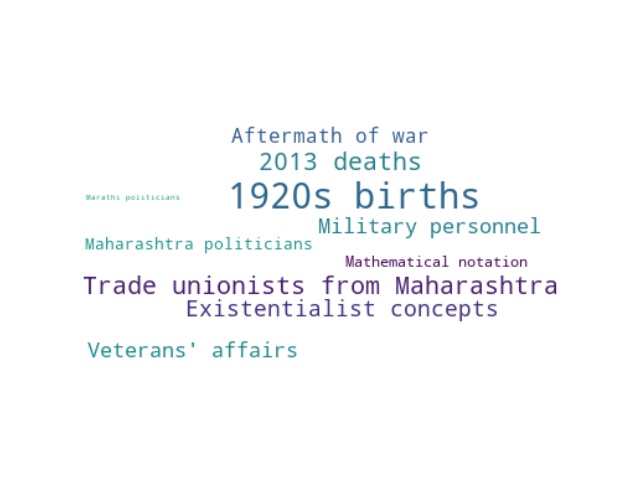 Aftermath of war
2013 deaths
1920s births
Marathi politicians
Military personnel
Maharashtra politicians
Mathematical notation
Trade unionists from Maharashtra
Existentialist concepts
Veterans' affairs